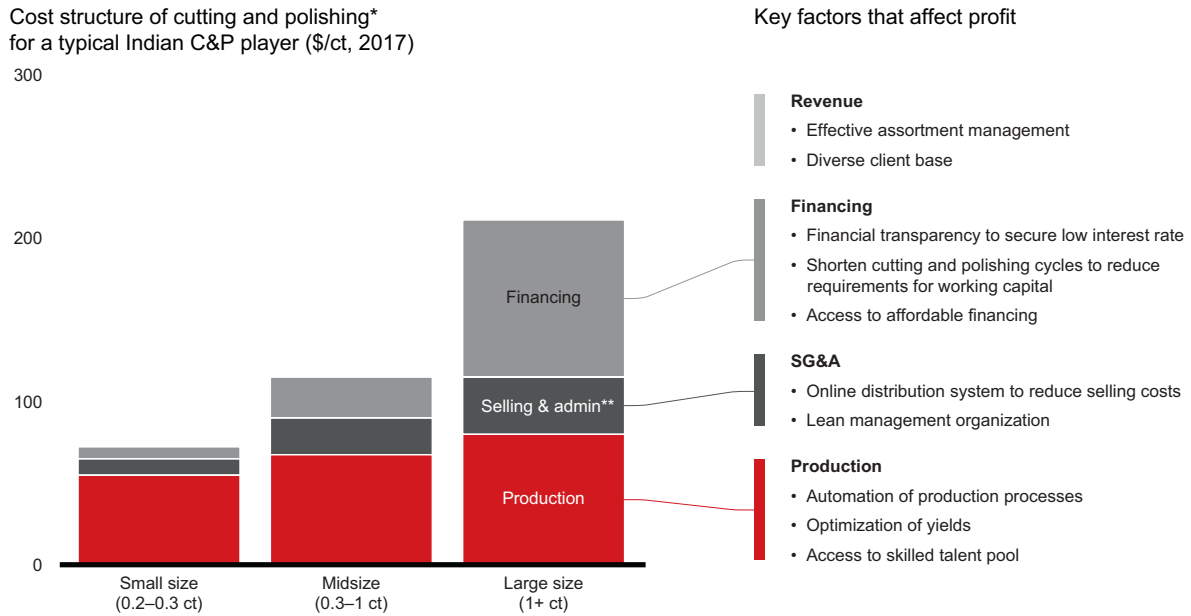 Cost structure of cutting and polishing*
for a typical Indian C&P player ($/ct, 2017)
300
200
100
0
Financing
Selling & admin**
Production
Small size
(0.2–0.3 ct)
Midsize
(0.3–1 ct)
Large size
(1+ ct)
Key factors that affect profit
Revenue
• Effective assortment management
• Diverse client base
Financing
• Financial transparency to secure low interest rate
• Shorten cutting and polishing cycles to reduce
requirements for working capital
• Access to affordable financing
SG&A
• Online distribution system to reduce selling costs
• Lean management organization
Production
• Automation of production processes
• Optimization of yields
• Access to skilled talent pool